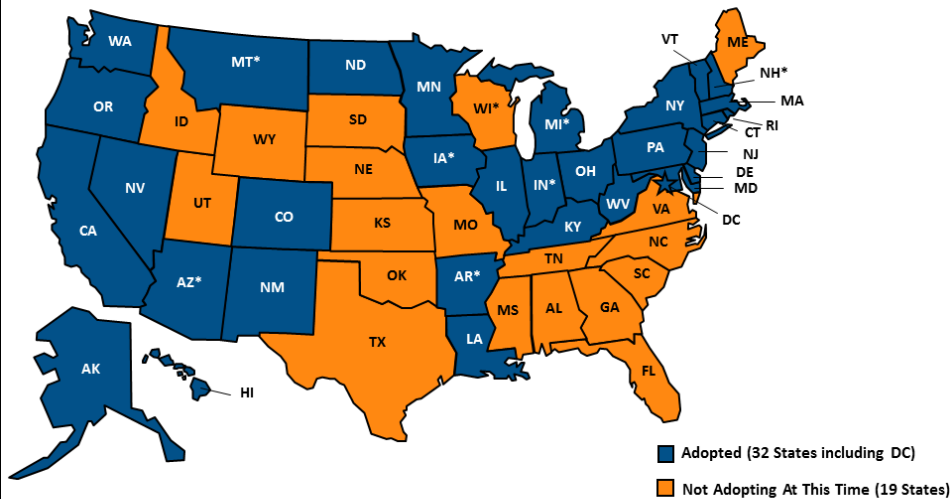 WA
MT*
ND
MN
VT
ME
NH*
MA
RI
CT
OR
ID
WY
SD
WI*
MI*
NY
PA
NJ
DE
MD
DC
NV
UT
CO
NE
IA*
IL
IN*
OH
WV
VA
CA
KS
MO
KY
NC
AZ*
NM
OK
AR*
TN
SC
TX
LA
MS
AL
GA
FL
AK
HI
Adopted (32 States including DC)
Not Adopting At This Time (19 States)